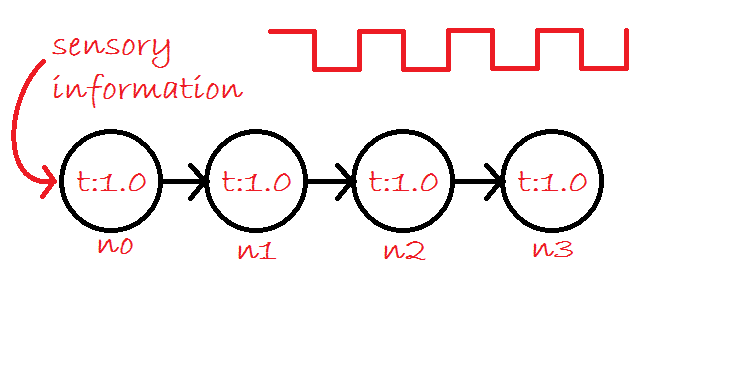 sensory
information
t:1.0 t:1.0 t:1.0 t:1.0
n0 n1 n2 n3